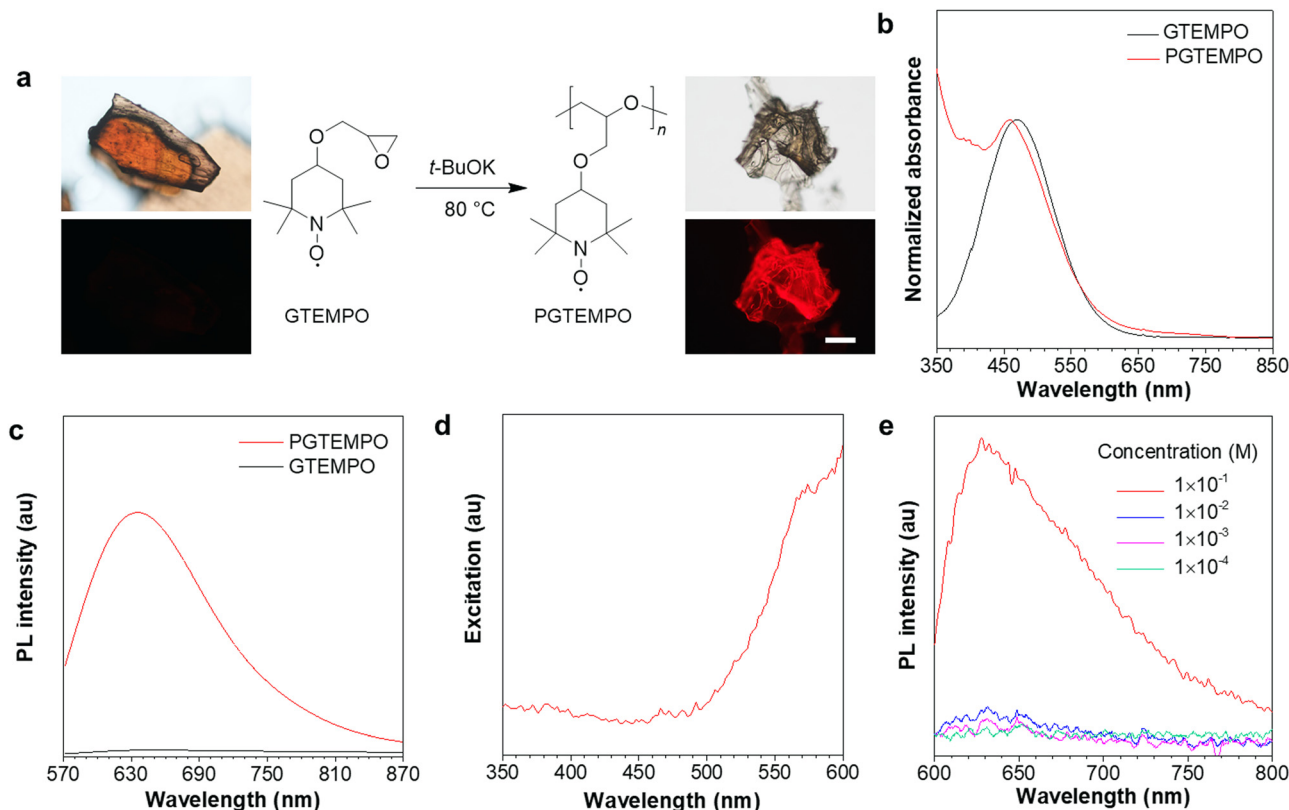 a
O
O
N
O·
GTEMPO
t-BuOK
80 °C
O
n
O
N
O·
PGTEMPO
b
GTEMPO
PGTEMPO
Normalized absorbance
350 450 550 650 750 850
Wavelength (nm)
c
PGTEMPO
GTEMPO
PL intensity (au)
570 630 690 750 810 870
Wavelength (nm)
d
Excitation (au)
350 400 450 500 550 600
Wavelength (nm)
e
Concentration (M)
1×10⁻¹
1×10⁻²
1×10⁻³
1×10⁻⁴
PL intensity (au)
600 650 700 750 800
Wavelength (nm)